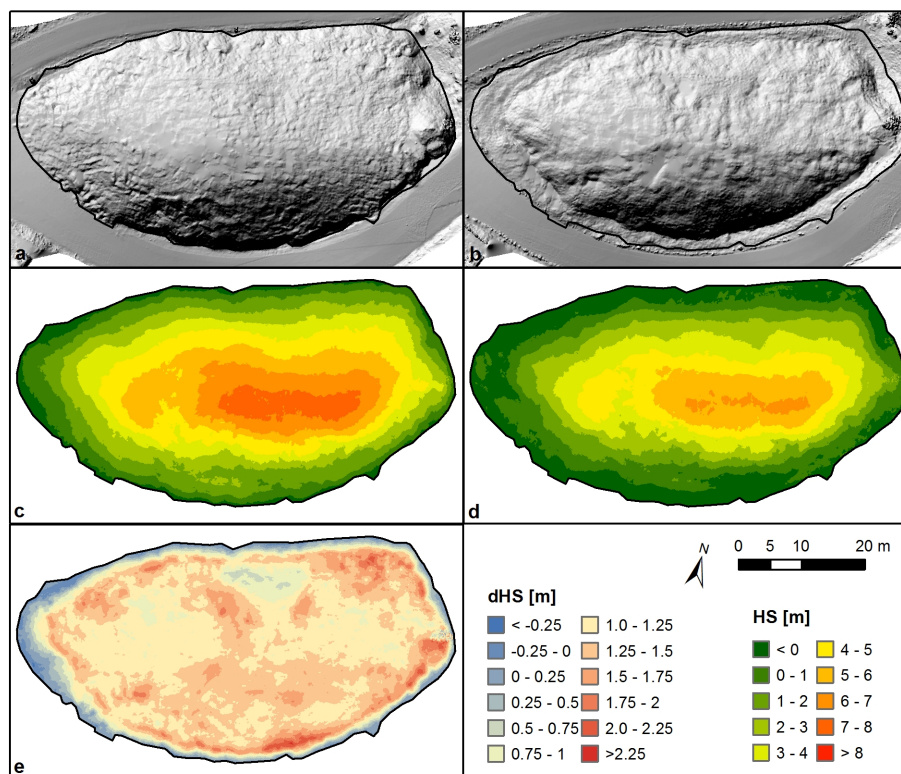 a
b
c
d
e
N
0 5 10 20 m
dHS [m]
< -0.25
-0.25 - 0
0 - 0.25
0.25 - 0.5
0.5 - 0.75
0.75 - 1
1.0 - 1.25
1.25 - 1.5
1.5 - 1.75
1.75 - 2
2.0 - 2.25
>2.25
HS [m]
< 0
0 - 1
1 - 2
2 - 3
3 - 4
4 - 5
5 - 6
6 - 7
7 - 8
> 8